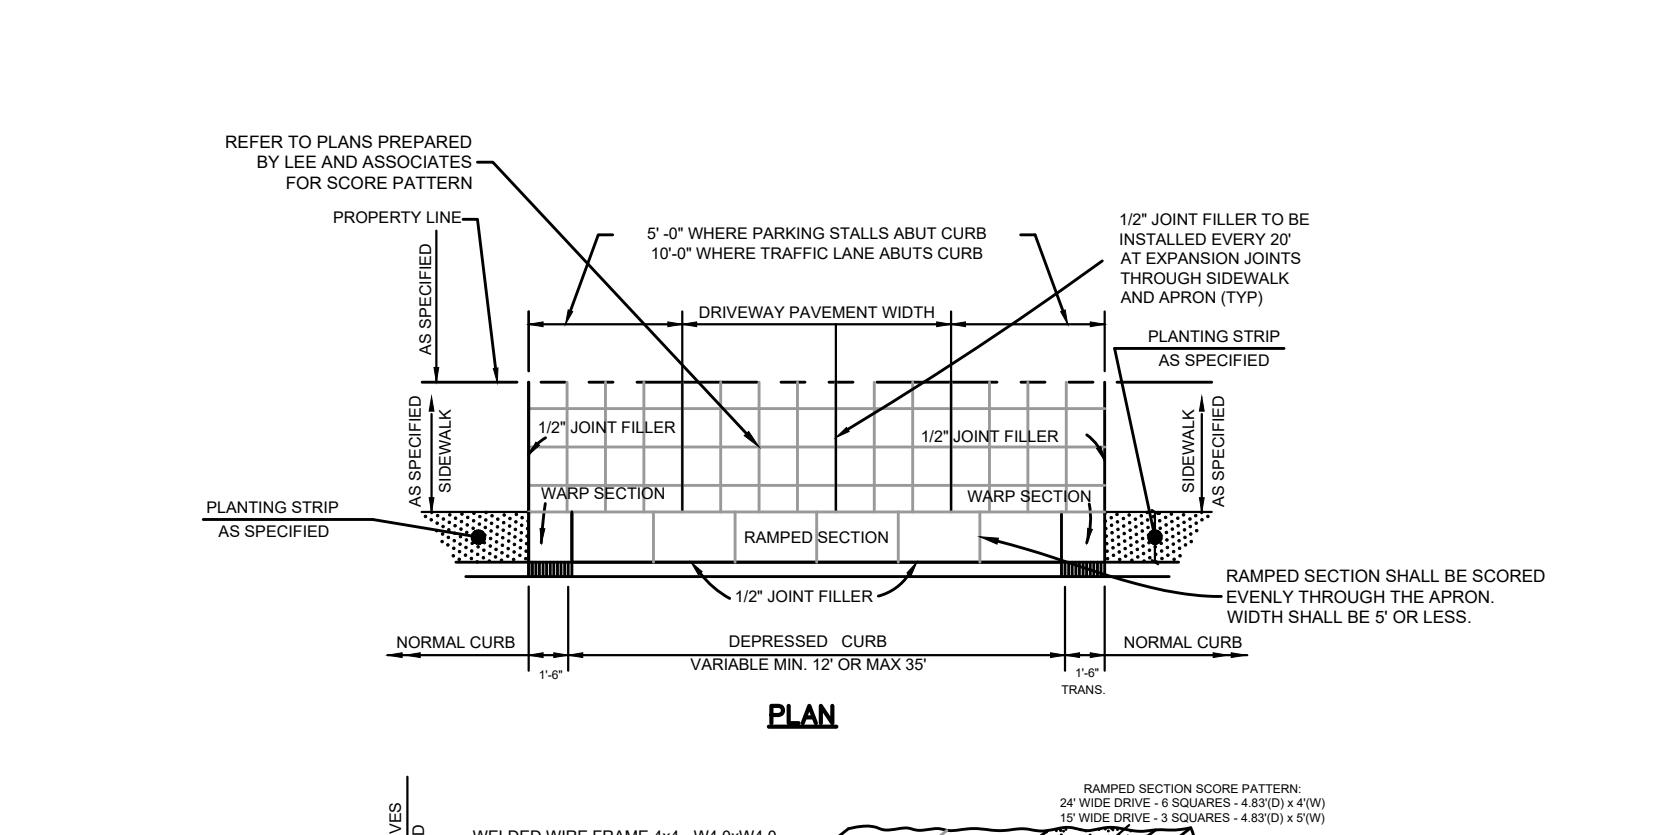 REFER TO PLANS PREPARED
BY LEE AND ASSOCIATES
FOR SCORE PATTERN
PROPERTY LINE
AS SPECIFIED
5' -0" WHERE PARKING STALLS ABUT CURB
10'-0" WHERE TRAFFIC LANE ABUTS CURB
DRIVEWAY PAVEMENT WIDTH
1/2" JOINT FILLER TO BE
INSTALLED EVERY 20'
AT EXPANSION JOINTS
THROUGH SIDEWALK
AND APRON (TYP)
PLANTING STRIP
AS SPECIFIED
AS SPECIFIED
SIDEWALK
1/2" JOINT FILLER
1/2" JOINT FILLER
SIDEWALK
AS SPECIFIED
WARP SECTION
WARP SECTION
PLANTING STRIP
AS SPECIFIED
RAMPED SECTION
1/2" JOINT FILLER
RAMPED SECTION SHALL BE SCORED
EVENLY THROUGH THE APRON.
WIDTH SHALL BE 5' OR LESS.
NORMAL CURB
DEPRESSED CURB
NORMAL CURB
VARIABLE MIN. 12' OR MAX 35'
1'-6"
1'-6"
TRANS.
PLAN
RAMPED SECTION SCORE PATTERN:
24' WIDE DRIVE - 6 SQUARES - 4.83'(D) x 4'(W)
15' WIDE DRIVE - 3 SQUARES - 4.83'(D) x 5'(W)
WELDED WIRE FRAME 4x4 - W4.0xW4.0